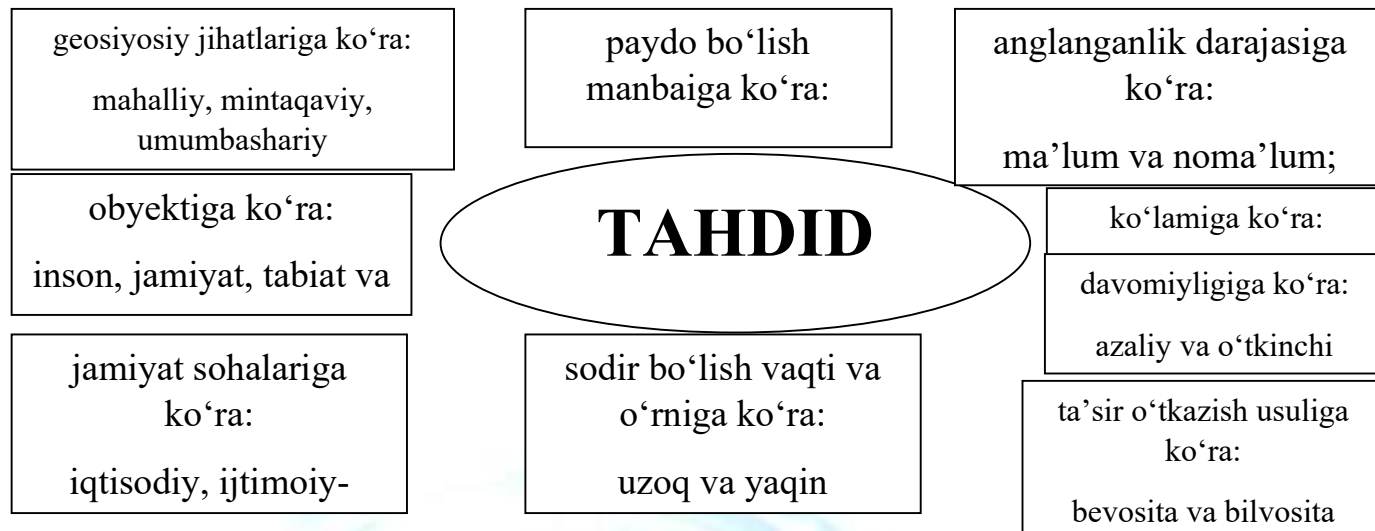 geosiyosiy jihatlariga ko‘ra:
mahalliy, mintaqaviy,
umumbashariy
paydo bo‘lish
manbaiga ko‘ra:
anglanganlik darajasiga
ko‘ra:
ma’lum va noma’lum;
obyektiga ko‘ra:
inson, jamiyat, tabiat va
TAHDID
ko‘lamiga ko‘ra:
davomiyligiga ko‘ra:
azaliy va o‘tkinchi
jamiyat sohalariga
ko‘ra:
iqtisodiy, ijtimoiy-
sodir bo‘lish vaqti va
o‘rniga ko‘ra:
uzoq va yaqin
ta’sir o‘tkazish usuliga
ko‘ra:
bevosita va bilvosita